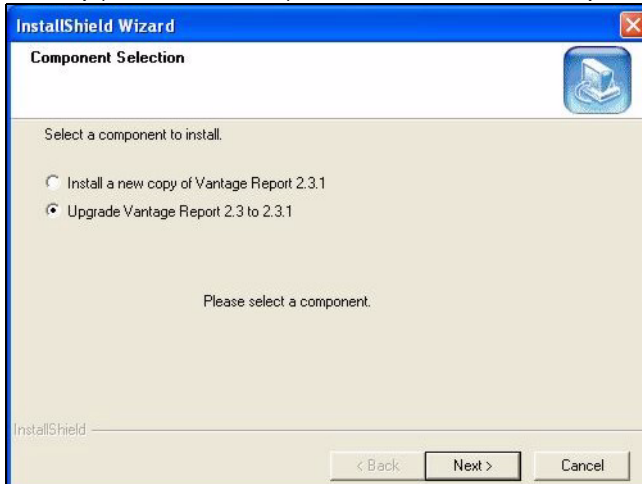 InstallShield Wizard
Component Selection
Select a component to install.
Install a new copy of Vantage Report 2.3.1
Upgrade Vantage Report 2.3 to 2.3.1
Please select a component.
InstallShield
< Back
Next >
Cancel